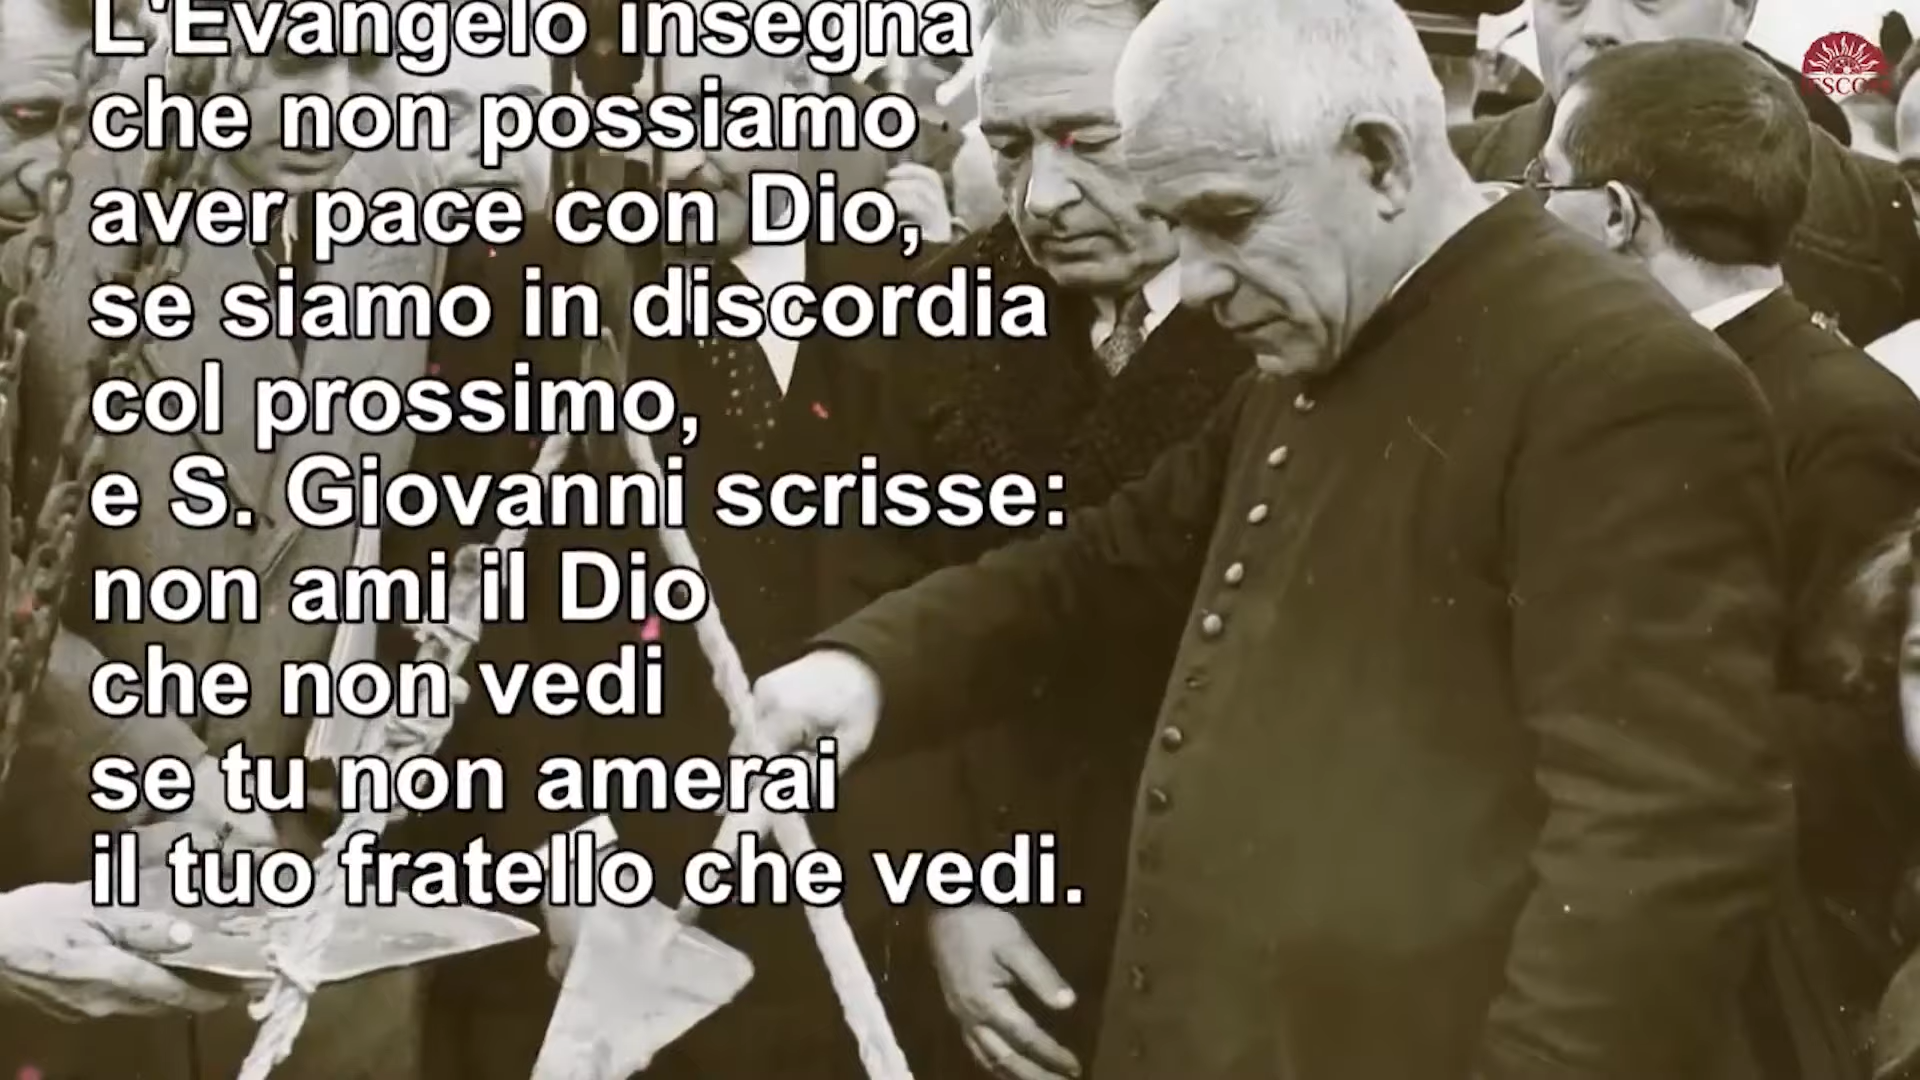 L'Evangelo insegna
che non possiamo
aver pace con Dio,
se siamo in discordia
col prossimo,
e S. Giovanni scrisse:
non ami il Dio
che non vedi
se tu non amerai
il tuo fratello che vedi.